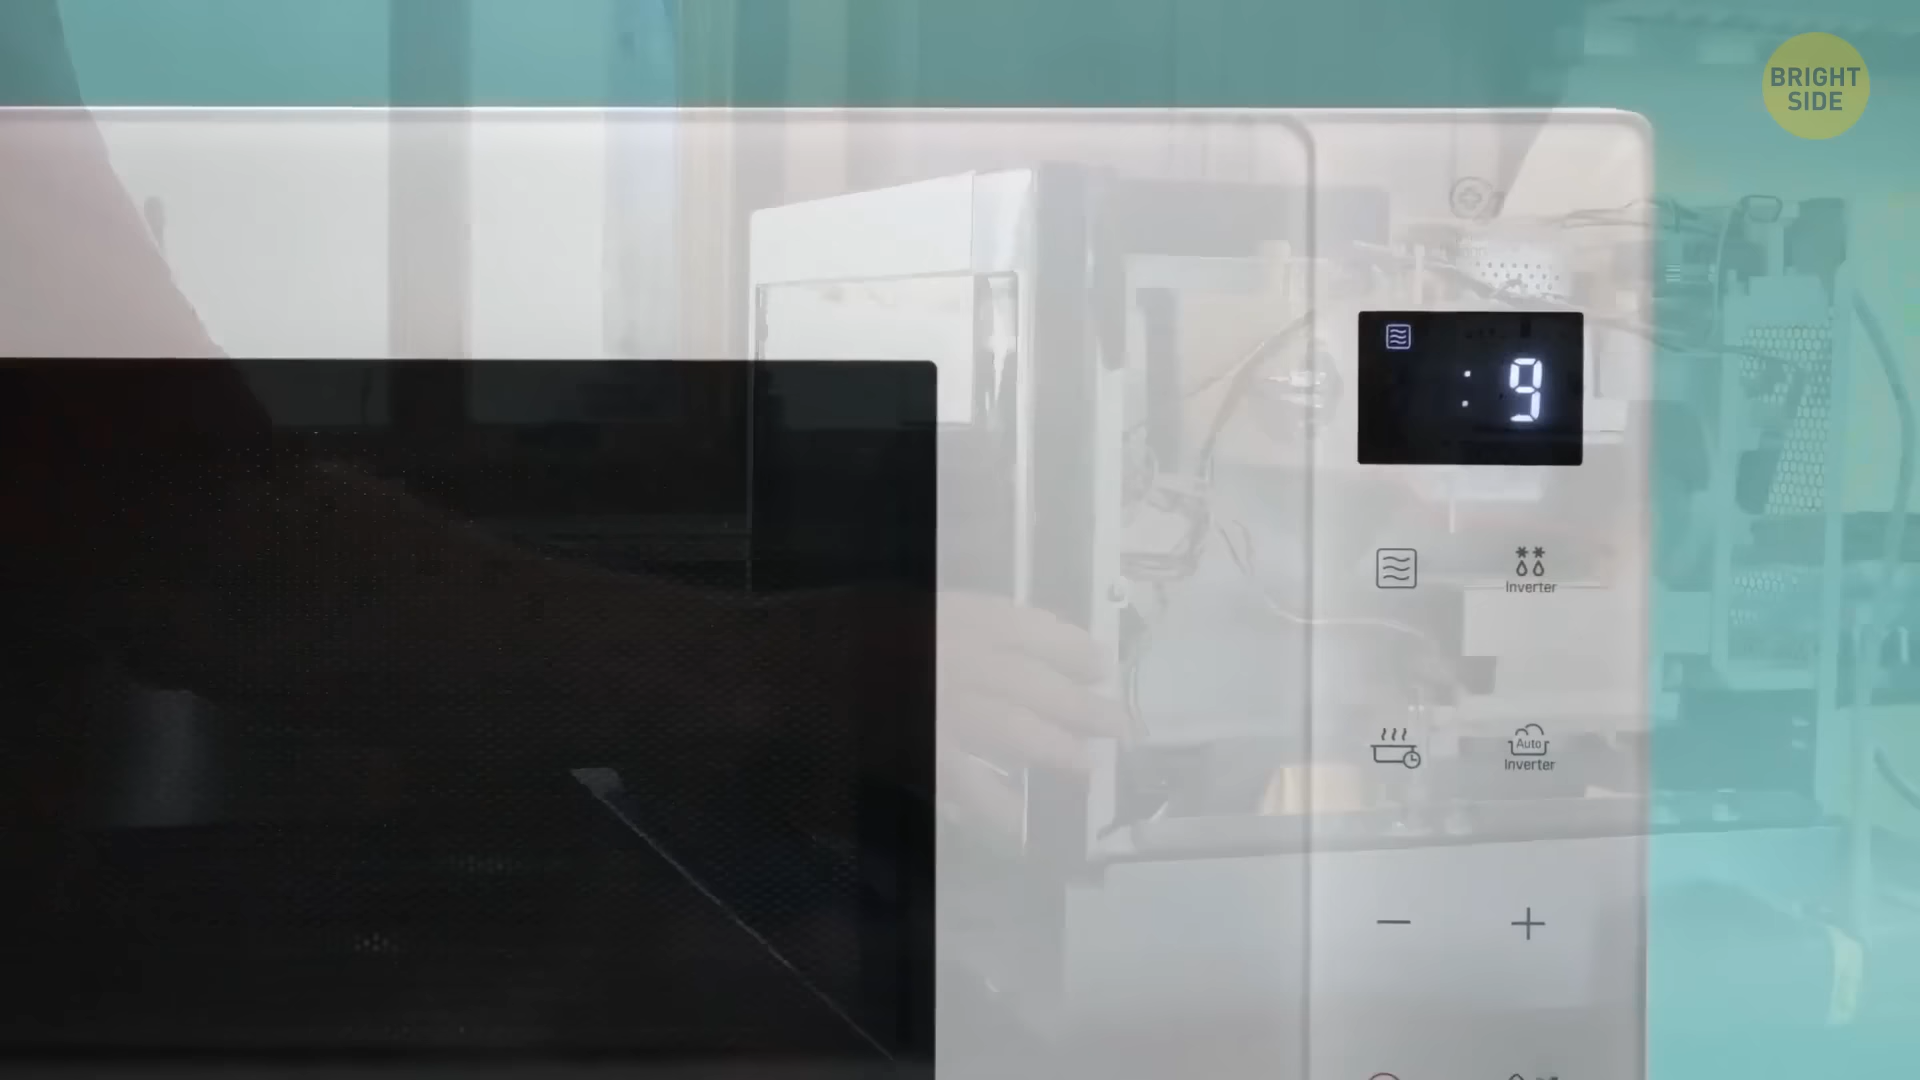 BRIGHT
SIDE
: 9
Inverter
Auto
Inverter
− +